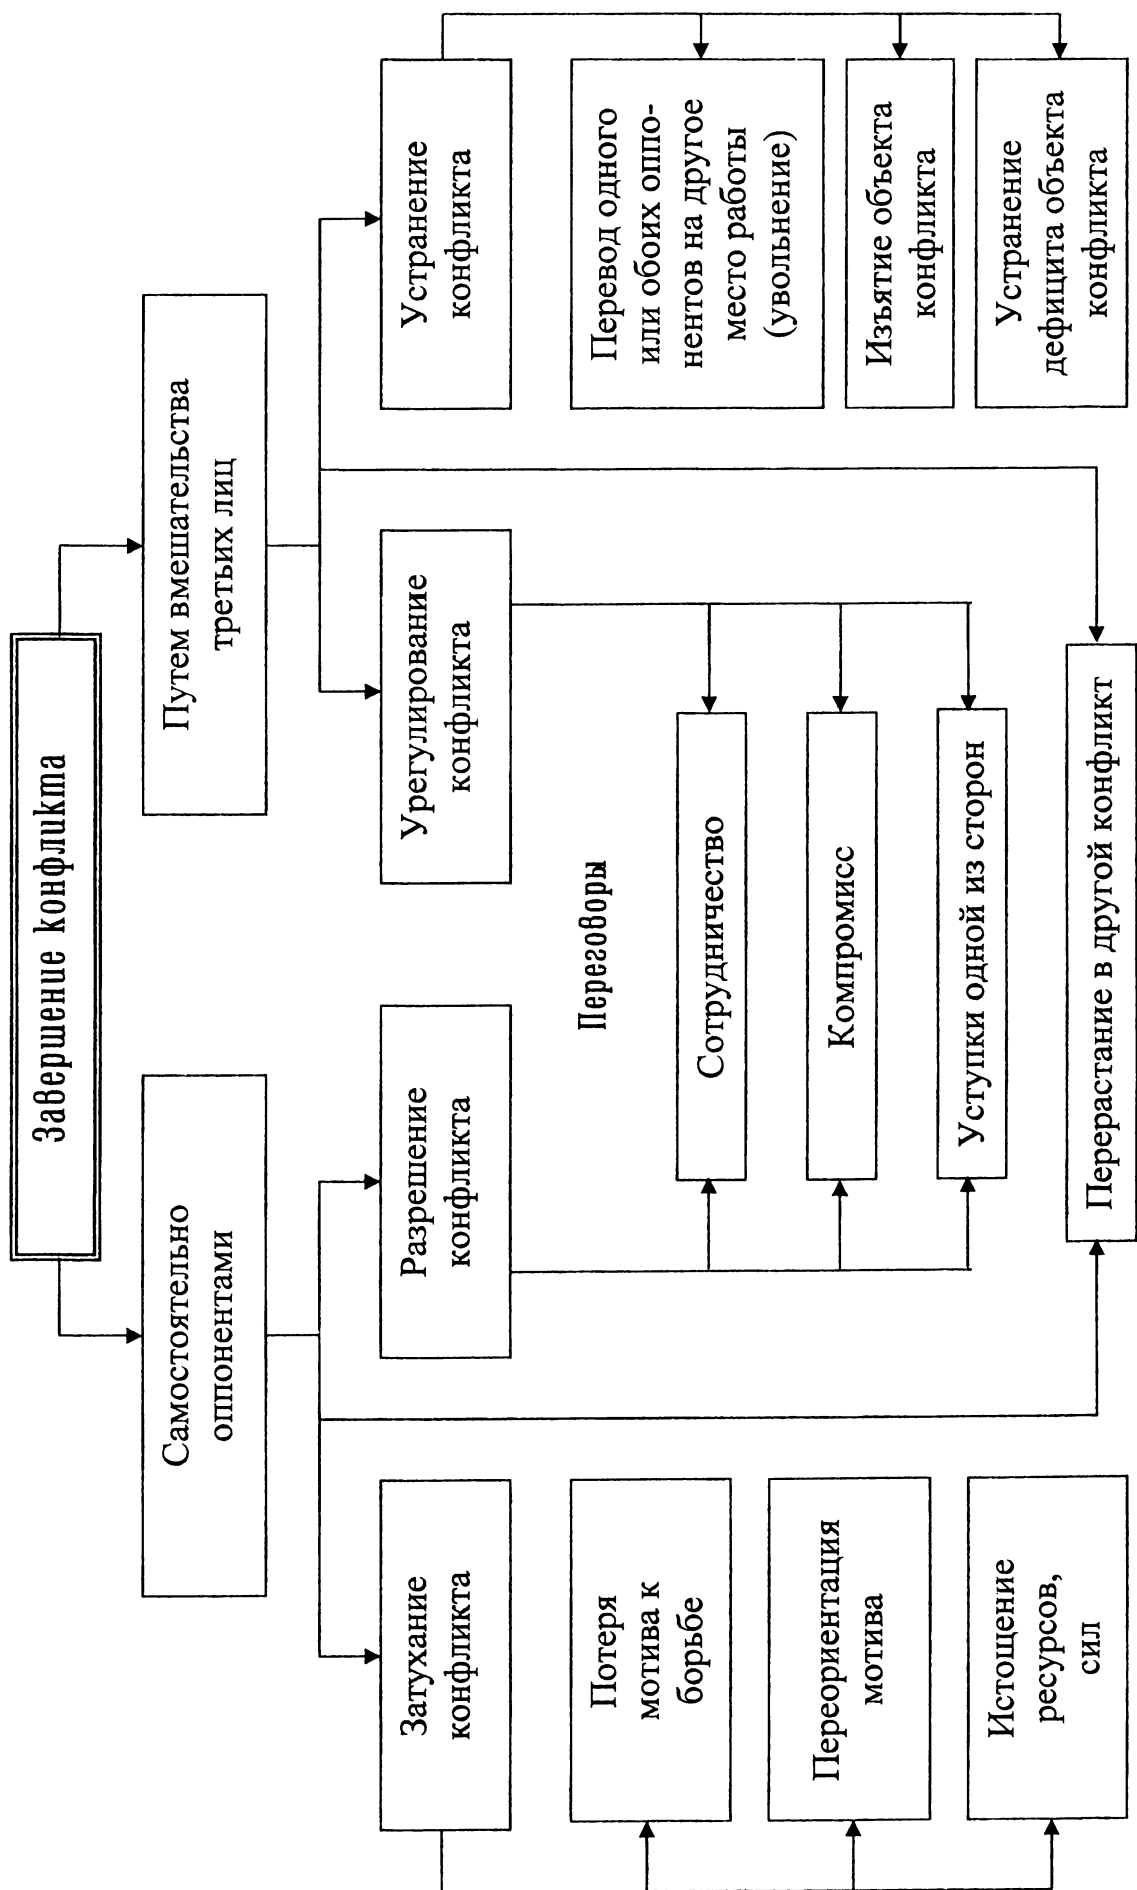 Завершение конфликта
Самостоятельно
оппонентами
Путем вмешательства
третьих лиц
Затухание
конфликта
Разрешение
конфликта
Урегулирование
конфликта
Устранение
конфликта
Потеря
мотива к
борьбе
Переориентация
мотива
Истощение
ресурсов,
сил
Переговоры
Сотрудничество
Компромисс
Уступки одной из сторон
Перерастание в другой конфликт
Перевод одного
или обоих оппо-
нентов на другое
место работы
(увольнение)
Изъятие объекта
конфликта
Устранение
дефицита объекта
конфликта